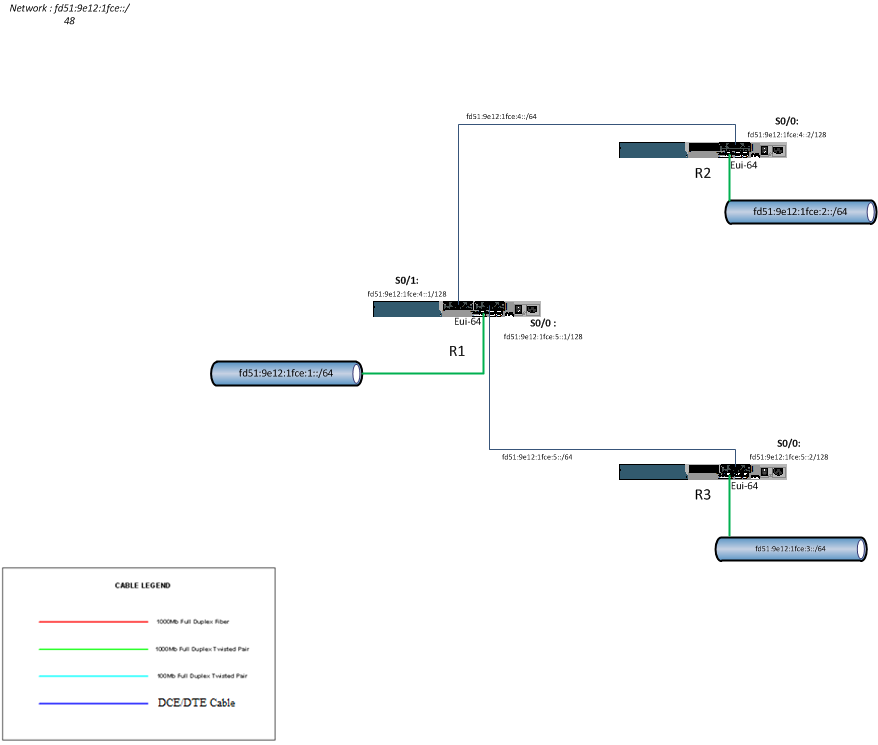 Network : fd51:9e12:1fce::/
48
fd51:9e12:1fce:4::/64
S0/0:
fd51:9e12:1fce:4::2/128
Eui-64
R2
fd51:9e12:1fce:2::/64
S0/1:
fd51:9e12:1fce:4::1/128
Eui-64
S0/0 :
fd51:9e12:1fce:5::1/128
R1
fd51:9e12:1fce:1::/64
S0/0:
fd51:9e12:1fce:5::/64
fd51:9e12:1fce:5::2/128
Eui-64
R3
fd51:9e12:1fce:3::/64
CABLE LEGEND
1000Mb Full Duplex Fiber
1000Mb Full Duplex Twisted Pair
100Mb Full Duplex Twisted Pair
DCE/DTE Cable